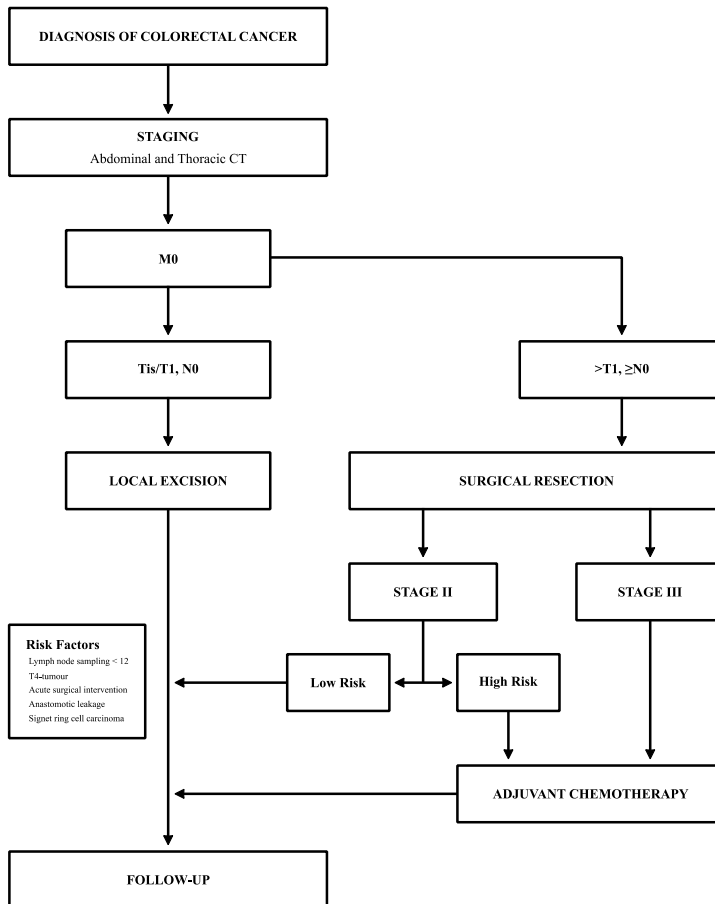 DIAGNOSIS OF COLORECTAL CANCER
STAGING
Abdominal and Thoracic CT
M0
Tis/T1, N0
>T1, ≥N0
LOCAL EXCISION
SURGICAL RESECTION
STAGE II
STAGE III
Risk Factors
Lymph node sampling < 12
T4-tumour
Acute surgical intervention
Anastomotic leakage
Signet ring cell carcinoma
Low Risk
High Risk
ADJUVANT CHEMOTHERAPY
FOLLOW-UP